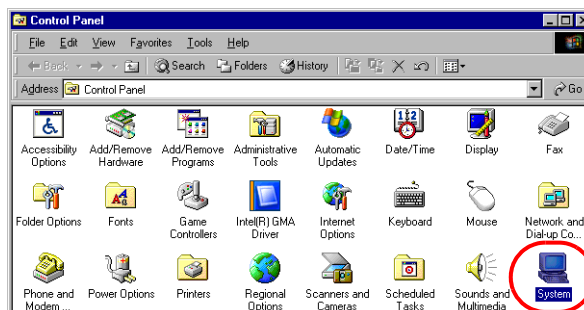 Control Panel
File Edit View Favorites Tools Help
Back Search Folders History
Address Control Panel Go
Accessibility Options
Add/Remove Hardware
Add/Remove Programs
Administrative Tools
Automatic Updates
Date/Time
Display
Fax
Folder Options
Fonts
Game Controllers
Intel(R) GMA Driver
Internet Options
Keyboard
Mouse
Network and Dial-up Co...
Phone and Modem ...
Power Options
Printers
Regional Options
Scanners and Cameras
Scheduled Tasks
Sounds and Multimedia
System